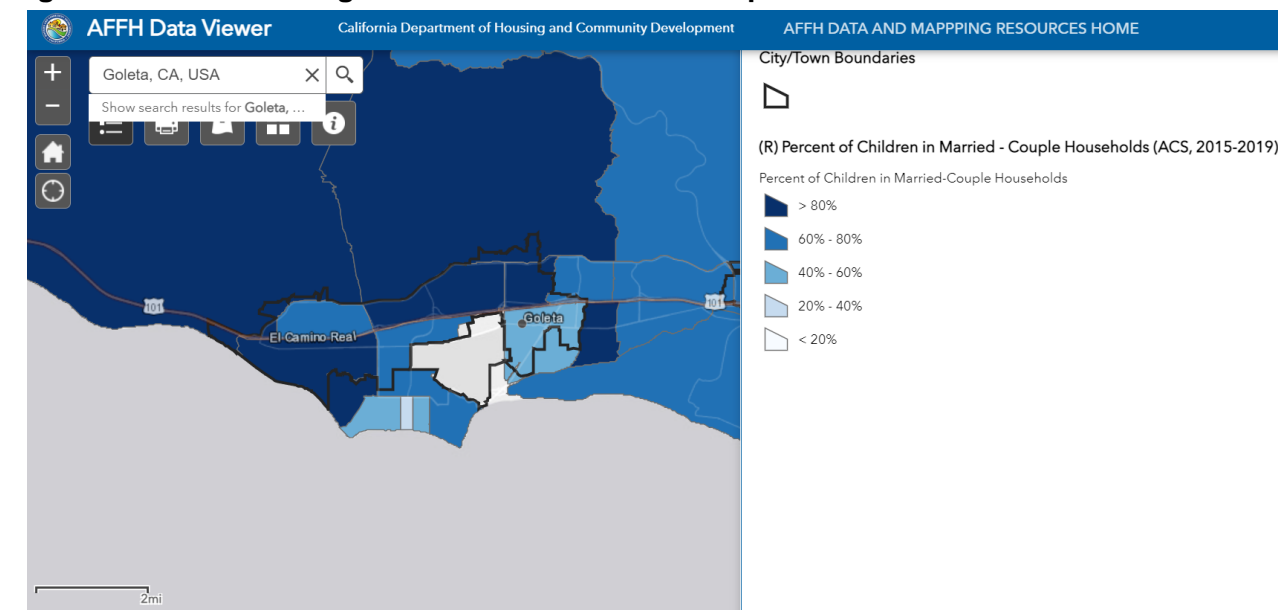 AFFH Data Viewer
California Department of Housing and Community Development
AFFH DATA AND MAPPPING RESOURCES HOME
Goleta, CA, USA
Show search results for Goleta, ...
101
El Camino Real
Goleta
101
2mi
City/Town Boundaries
(R) Percent of Children in Married - Couple Households (ACS, 2015-2019)
Percent of Children in Married-Couple Households
> 80%
60% - 80%
40% - 60%
20% - 40%
< 20%